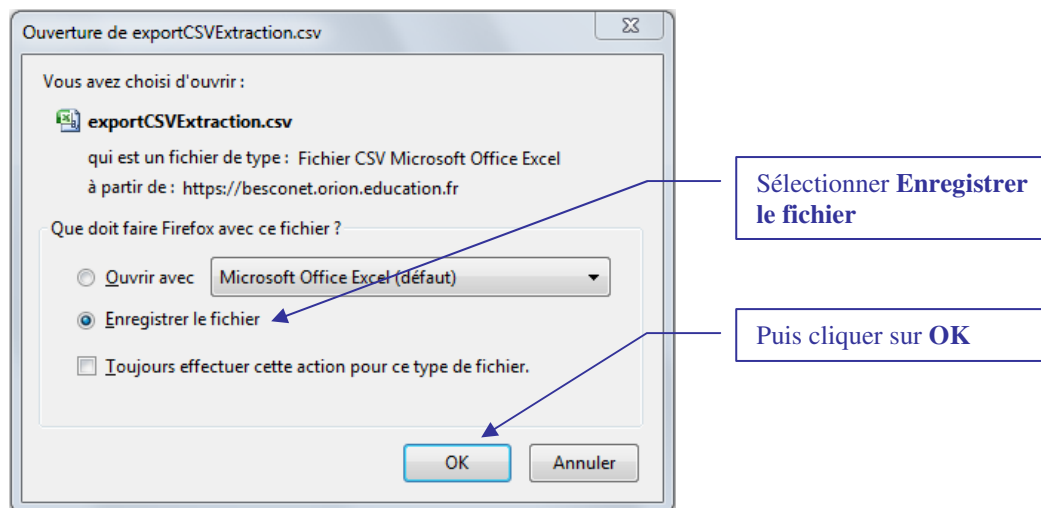 Ouverture de exportCSVExtraction.csv
Vous avez choisi d'ouvrir :
exportCSVExtraction.csv
qui est un fichier de type : Fichier CSV Microsoft Office Excel
à partir de : https://besconet.orion.education.fr
Que doit faire Firefox avec ce fichier ?
Ouvrir avec Microsoft Office Excel (défaut)
Enregistrer le fichier
Toujours effectuer cette action pour ce type de fichier.
OK Annuler
Sélectionner Enregistrer
le fichier
Puis cliquer sur OK